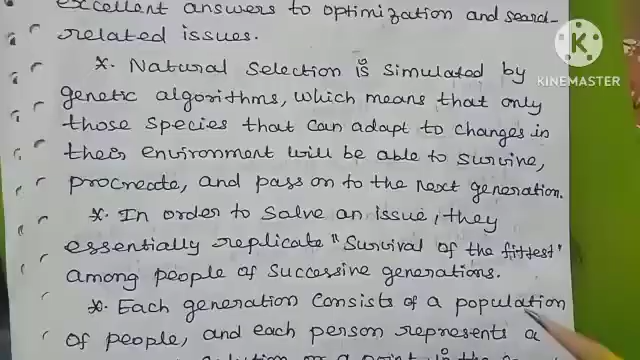 excellent answers to optimization and search-
related issues.
*. Natural Selection is simulated by
genetic algorithms, which means that only
those species that can adapt to changes in
their environment will be able to survive,
procreate, and pass on to the next generation.
*. In order to solve an issue, they
essentially replicate "Survival of the fittest"
among people of successive generations.
*. Each generation consists of a population
of people, and each person represents a
in the
KINEMASTER